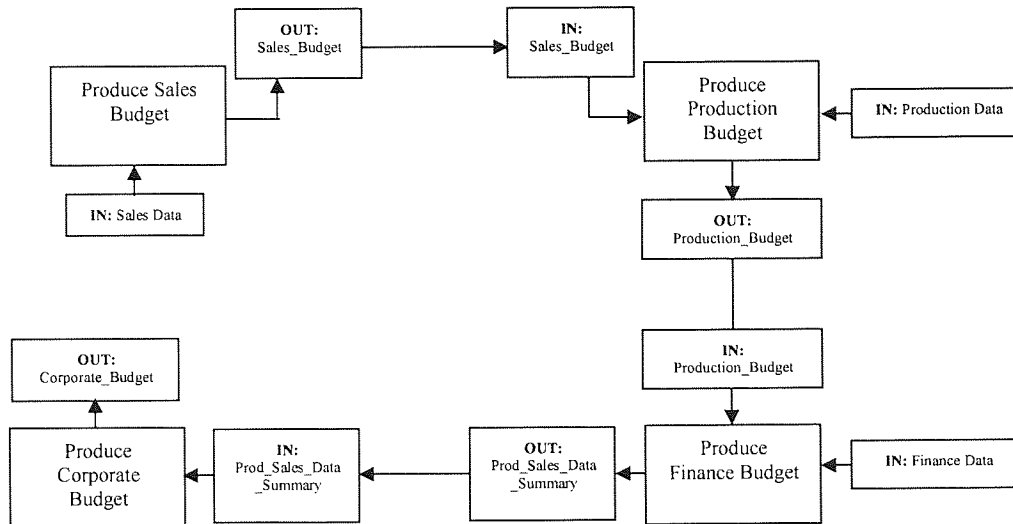 OUT:
Sales_Budget
IN:
Sales_Budget
Produce Sales
Budget
Produce
Production
Budget
IN: Production Data
IN: Sales Data
OUT:
Production_Budget
IN:
Production_Budget
OUT:
Corporate_Budget
Produce
Corporate
Budget
IN:
Prod_Sales_Data
_Summary
OUT:
Prod_Sales_Data
_Summary
Produce
Finance Budget
IN: Finance Data